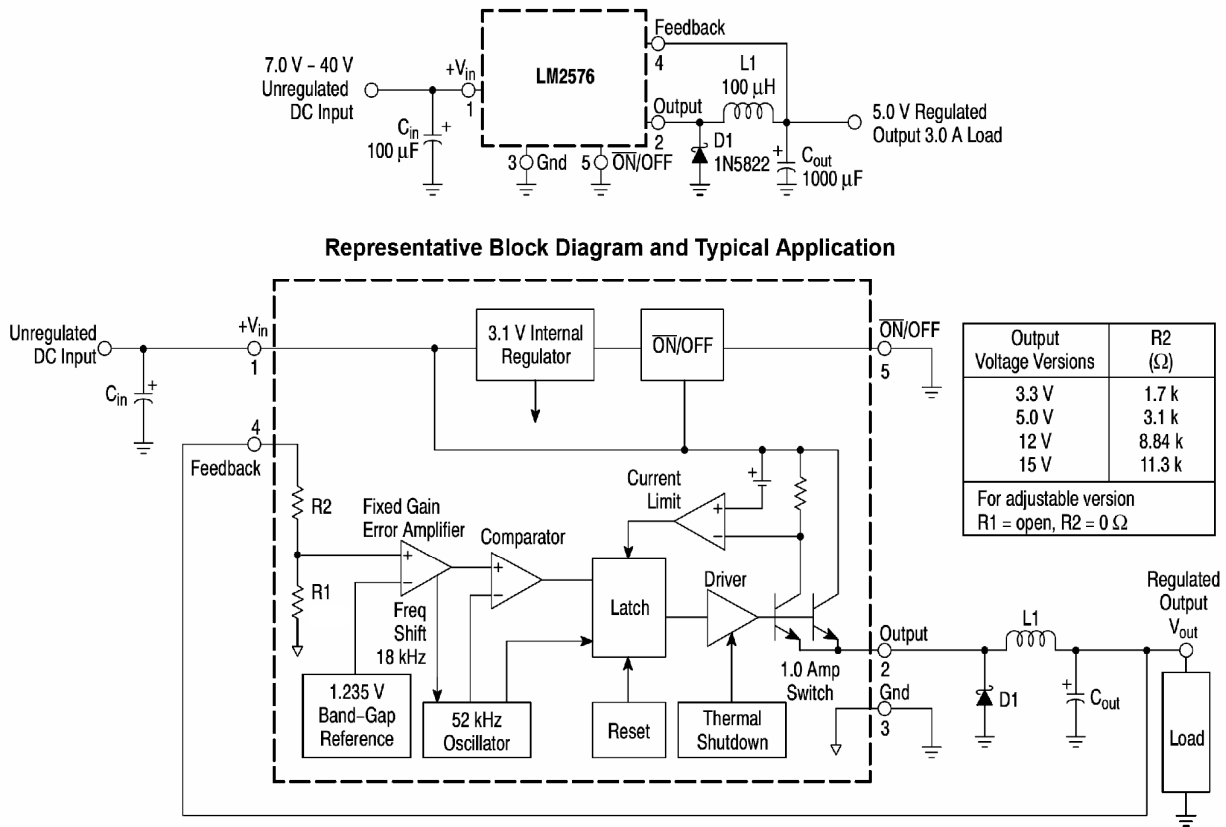 Feedback
4
7.0 V – 40 V
Unregulated
DC Input
+Vin
1
LM2576
L1
100 μH
Output
2
5.0 V Regulated
Output 3.0 A Load
Cin
100 μF
+
3
Gnd
5
ON/OFF
D1
1N5822
+
Cout
1000 μF
Representative Block Diagram and Typical Application
Unregulated
DC Input
+Vin
1
3.1 V Internal
Regulator
ON/OFF
ON/OFF
5
Output
Voltage Versions
R2
(Ω)
3.3 V
1.7 k
5.0 V
3.1 k
12 V
8.84 k
15 V
11.3 k
For adjustable version
R1 = open, R2 = 0 Ω
Cin
+
4
Feedback
R2
R1
Fixed Gain
Error Amplifier
+
–
Comparator
+
–
Current
Limit
+
–
+
Freq
Shift
18 kHz
Latch
Driver
1.0 Amp
Switch
Output
2
Gnd
3
L1
Regulated
Output
Vout
D1
+
Cout
Load
1.235 V
Band–Gap
Reference
52 kHz
Oscillator
Reset
Thermal
Shutdown